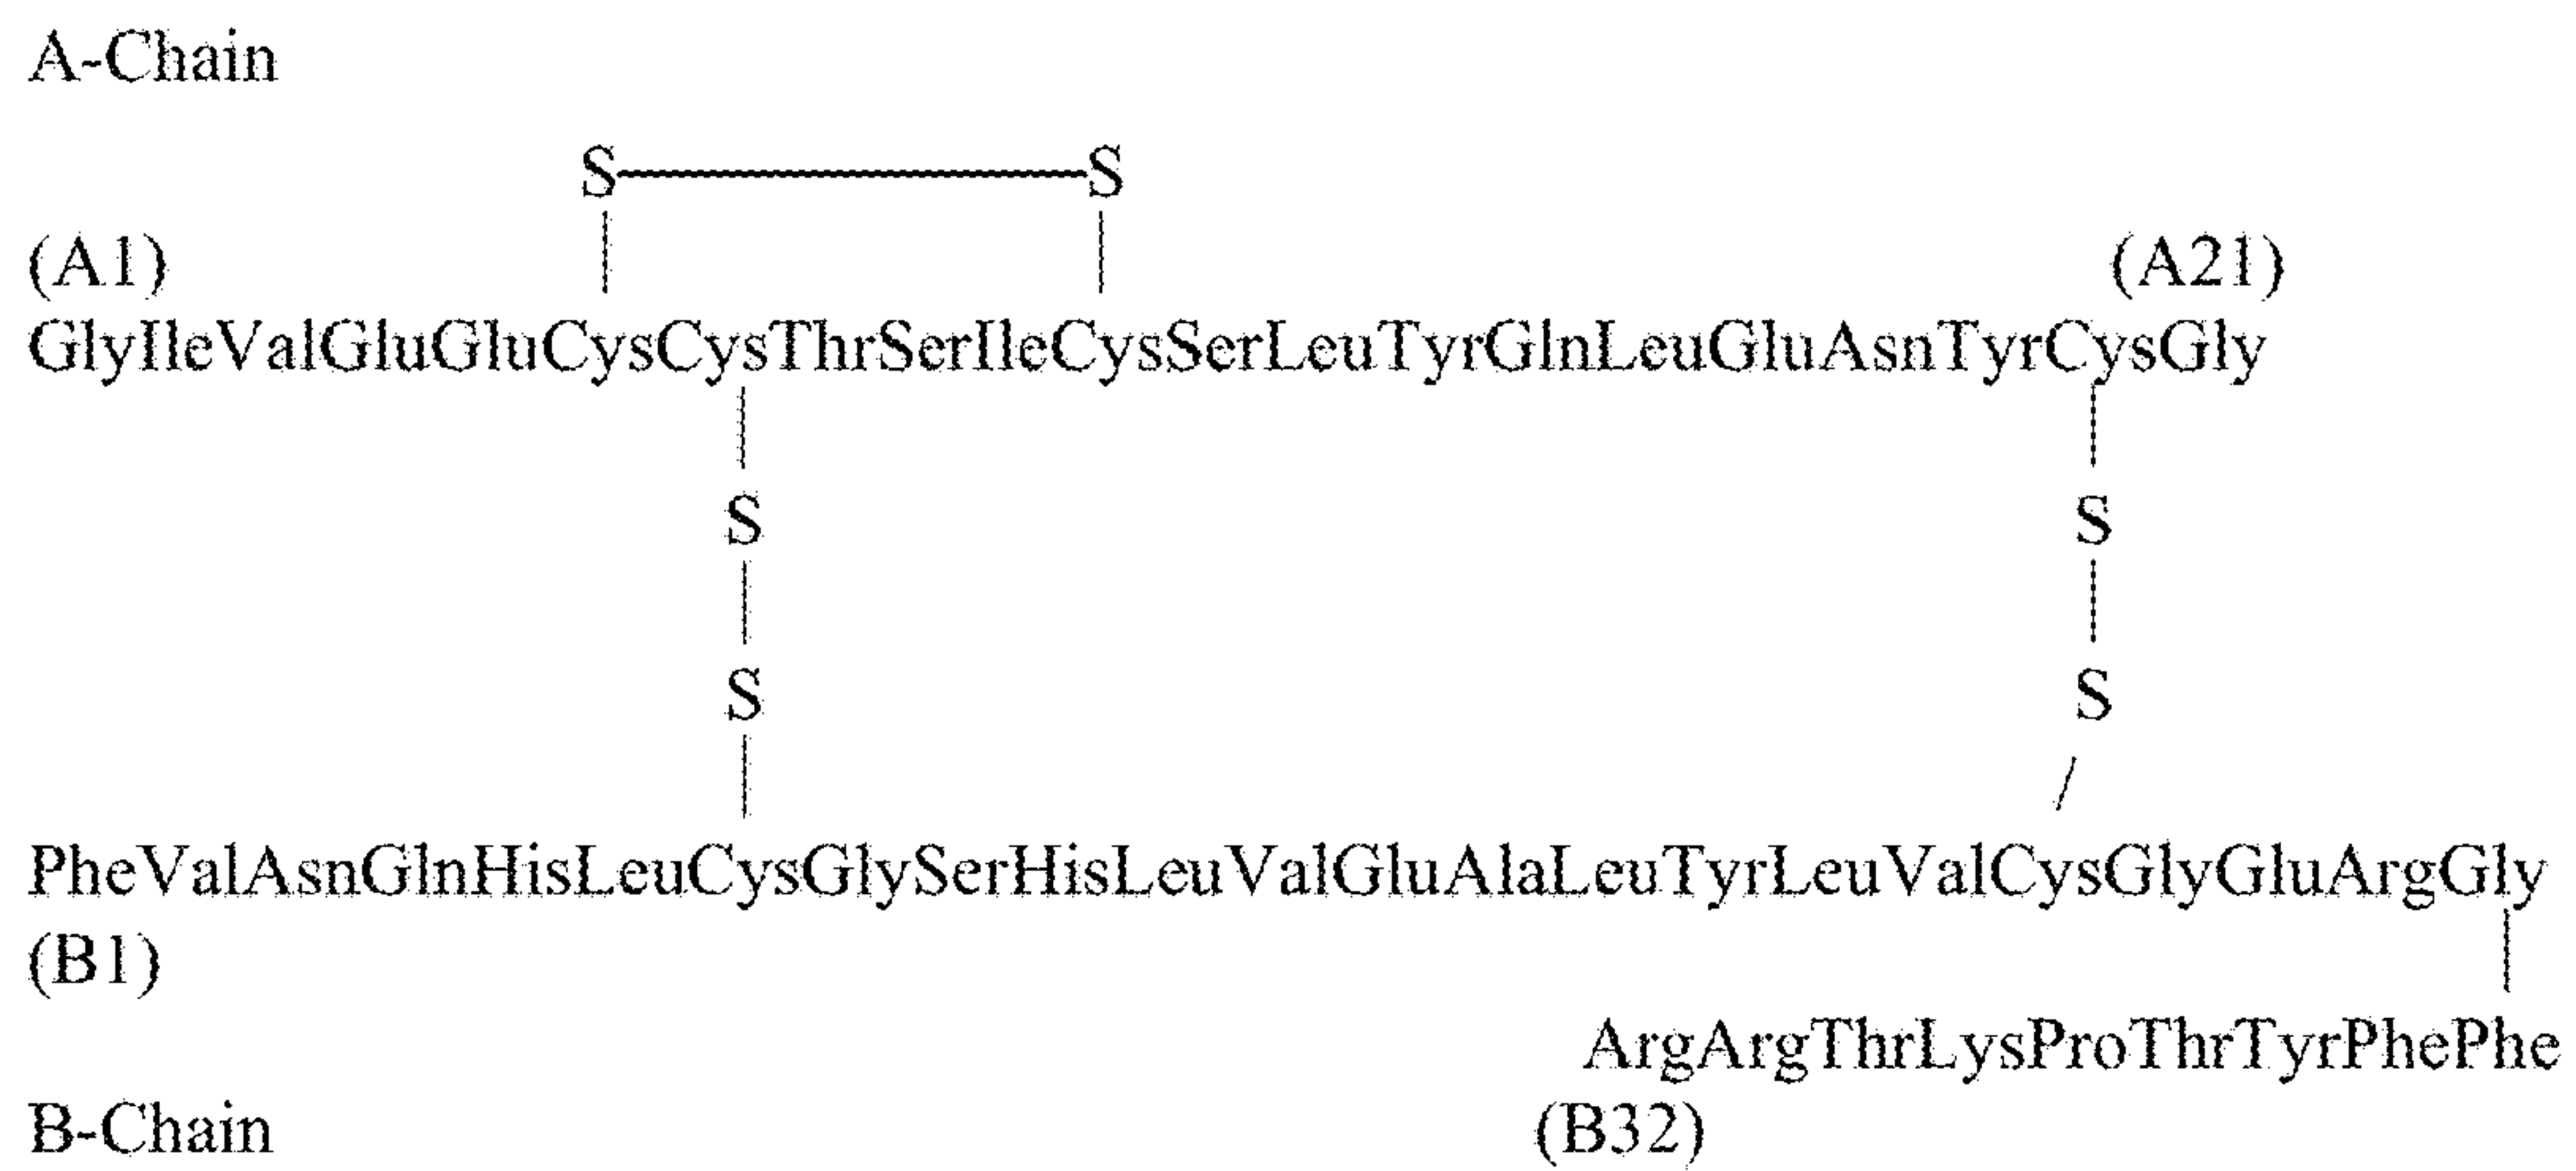 A-Chain
S S
(A1) (A21)
GlyIleValGluGluCysCysThrSerIleCysSerLeuTyrGlnLeuGluAsnTyrCysGly
S S
S S
PheValAsnGlnHisLeuCysGlySerHisLeuValGluAlaLeuTyrLeuValCysGlyGluArgGly
(B1)
ArgArgThrLysProThrTyrPhePhe
B-Chain (B32)